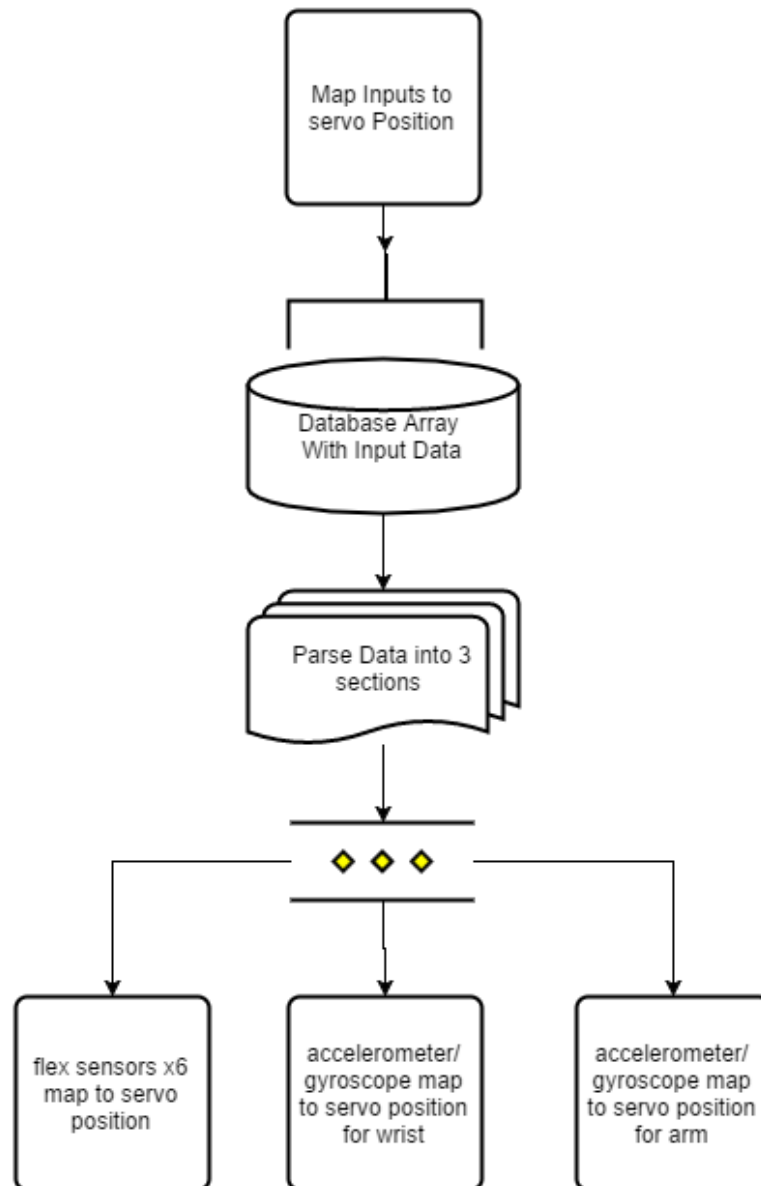 Map Inputs to
servo Position
Database Array
With Input Data
Parse Data into 3
sections
flex sensors x6
map to servo
position
accelerometer/
gyroscope map
to servo position
for wrist
accelerometer/
gyroscope map
to servo position
for arm